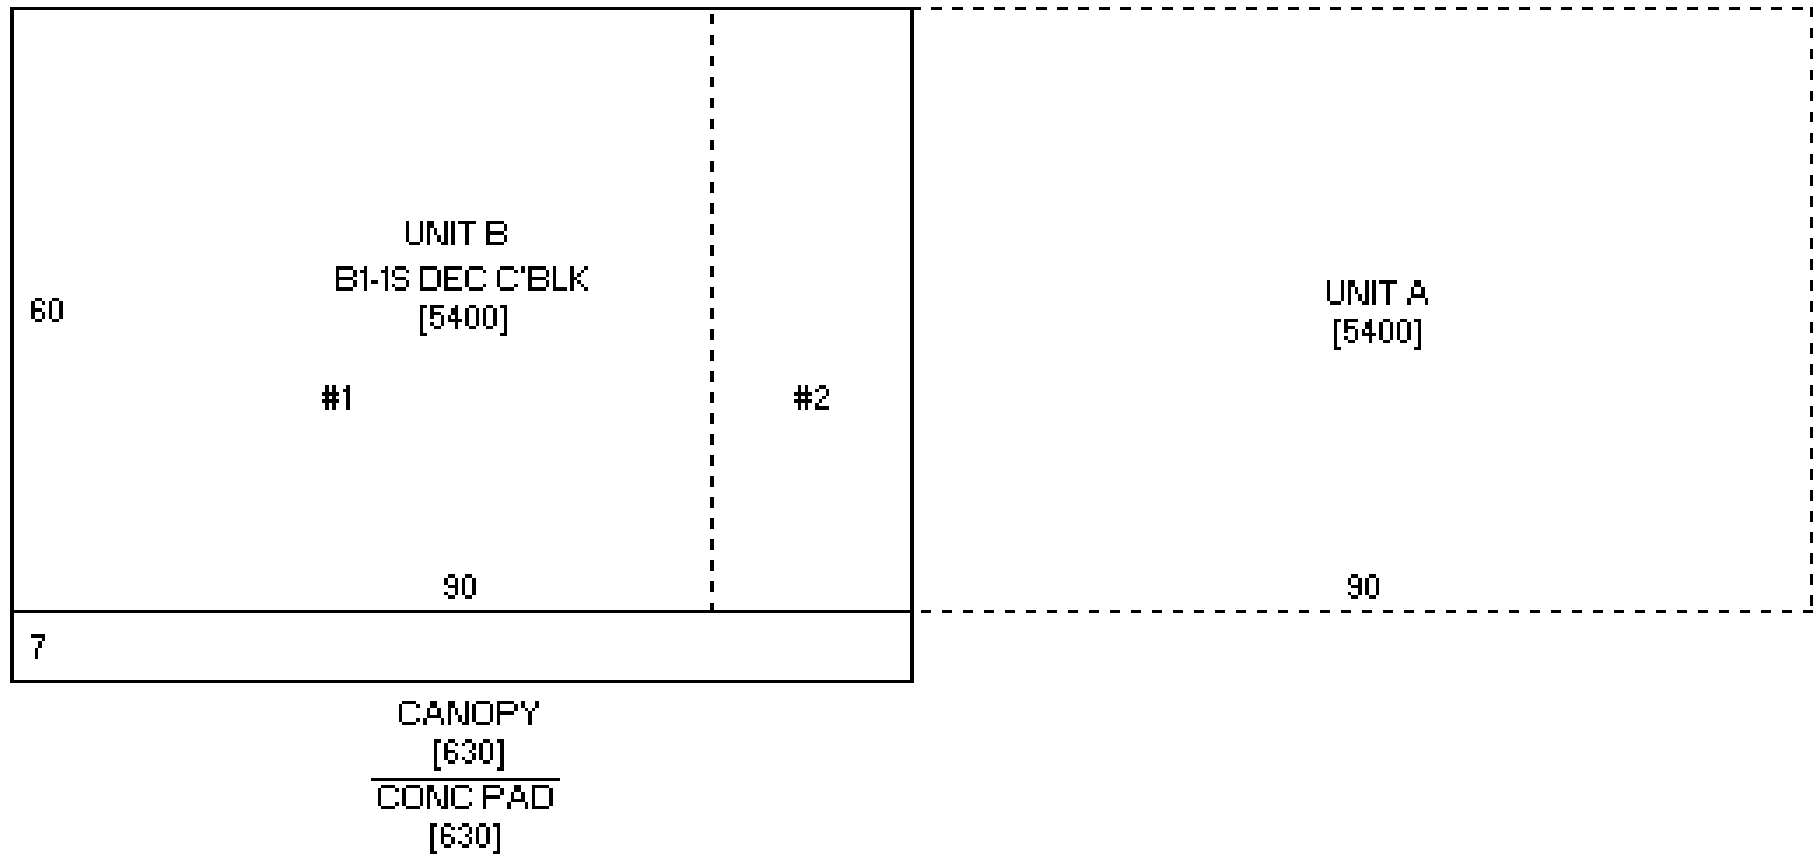 UNIT B
B1-1S DEC C'BLK
[5400]
60
#1
#2
90
UNIT A
[5400]
90
7
CANOPY
[630]
CONC PAD
[630]